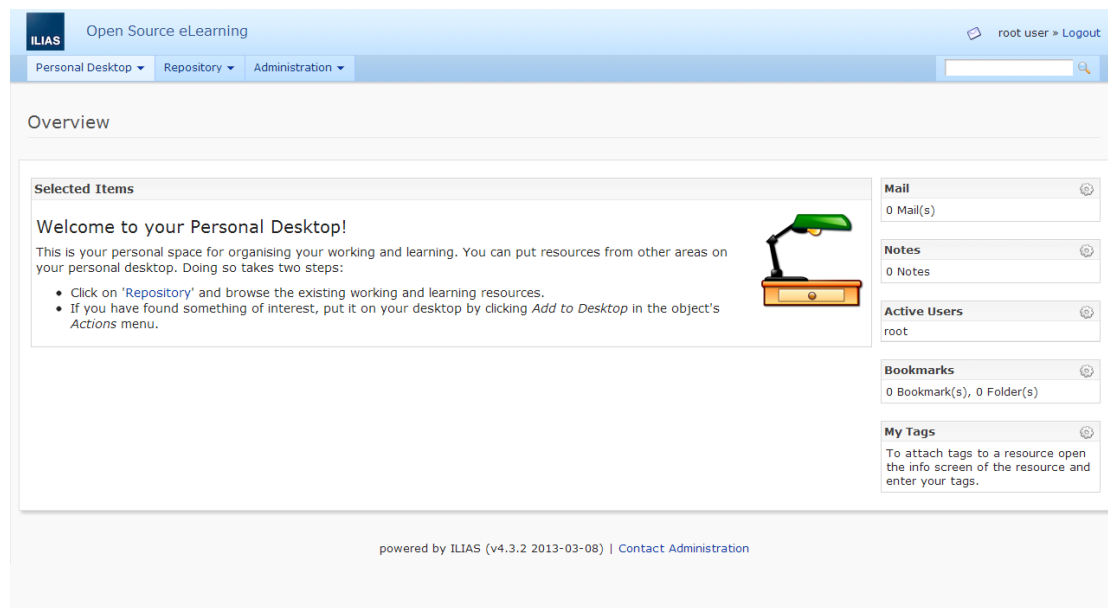 ILIAS
Open Source eLearning
root user » Logout
Personal Desktop
Repository
Administration
Overview
Selected Items
Welcome to your Personal Desktop!
This is your personal space for organising your working and learning. You can put resources from other areas on
your personal desktop. Doing so takes two steps:
• Click on 'Repository' and browse the existing working and learning resources.
• If you have found something of interest, put it on your desktop by clicking Add to Desktop in the object's
Actions menu.
Mail
0 Mail(s)
Notes
0 Notes
Active Users
root
Bookmarks
0 Bookmark(s), 0 Folder(s)
My Tags
To attach tags to a resource open
the info screen of the resource and
enter your tags.
powered by ILIAS (v4.3.2 2013-03-08) | Contact Administration